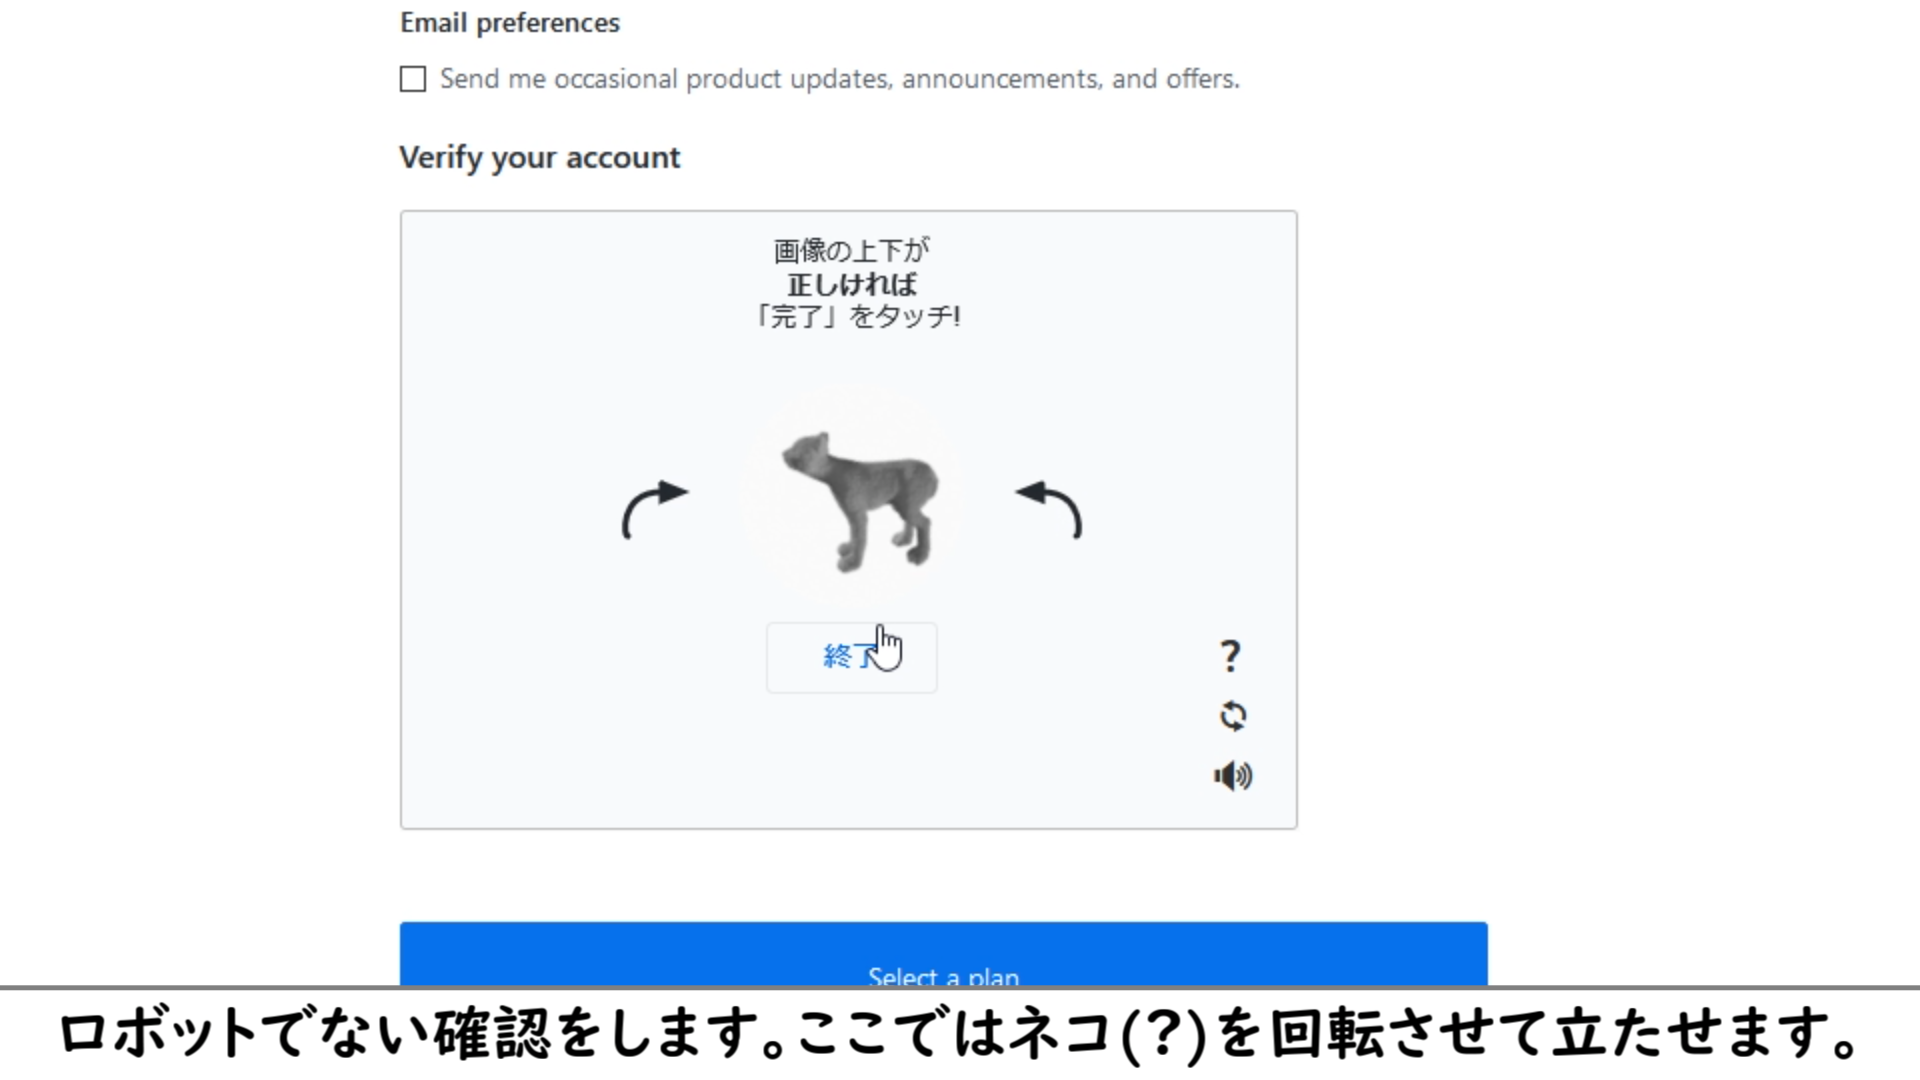 Email preferences
Send me occasional product updates, announcements, and offers.
Verify your account
画像の上下が
正しければ
「完了」をタッチ!
終了
?
Select a plan
ロボットでない確認をします。ここではネコ(?)を回転させて立たせます。